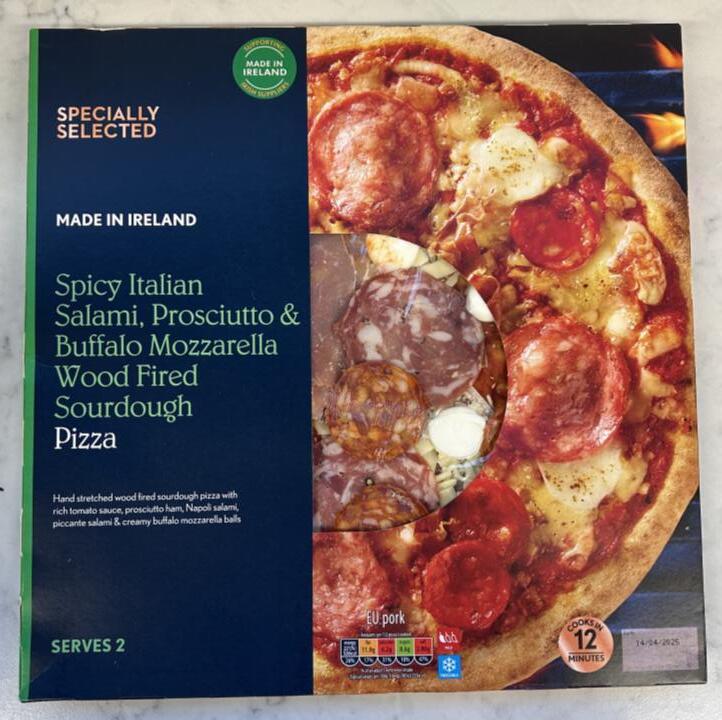 SUPPORTING
MADE IN
IRELAND
IRISH SUPPLIERS
SPECIALLY
SELECTED
MADE IN IRELAND
Spicy Italian
Salami, Prosciutto &
Buffalo Mozzarella
Wood Fired
Sourdough
Pizza
Hand stretched wood fired sourdough pizza with
rich tomato sauce, prosciutto ham, Napoli salami,
piccante salami & creamy buffalo mozzarella balls
SERVES 2
EU pork
COOKS IN
12
MINUTES
14/04/2025